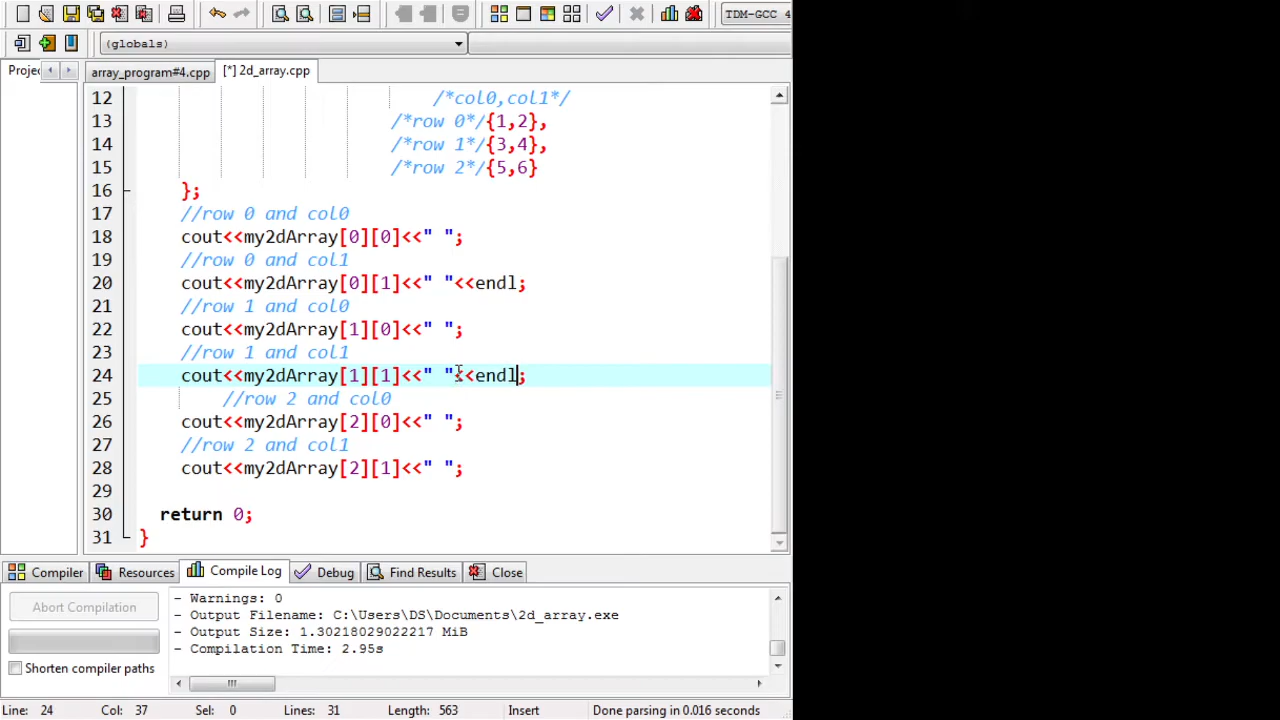 TDM-GCC 4
(globals)
Projec
array_program#4.cpp
[*] 2d_array.cpp
12 /*col0,col1*/
13 /*row 0*/{1,2},
14 /*row 1*/{3,4},
15 /*row 2*/{5,6}
16 };
17 //row 0 and col0
18 cout<<my2dArray[0][0]<<" ";
19 //row 0 and col1
20 cout<<my2dArray[0][1]<<" "<<endl;
21 //row 1 and col0
22 cout<<my2dArray[1][0]<<" ";
23 //row 1 and col1
24 cout<<my2dArray[1][1]<<" "<<endl;
25 //row 2 and col0
26 cout<<my2dArray[2][0]<<" ";
27 //row 2 and col1
28 cout<<my2dArray[2][1]<<" ";
29
30 return 0;
31 }
Compiler Resources Compile Log Debug Find Results Close
Abort Compilation
Shorten compiler paths
- Warnings: 0
- Output Filename: C:\Users\DS\Documents\2d_array.exe
- Output Size: 1.30218029022217 MiB
- Compilation Time: 2.95s
Line: 24 Col: 37 Sel: 0 Lines: 31 Length: 563 Insert Done parsing in 0.016 seconds